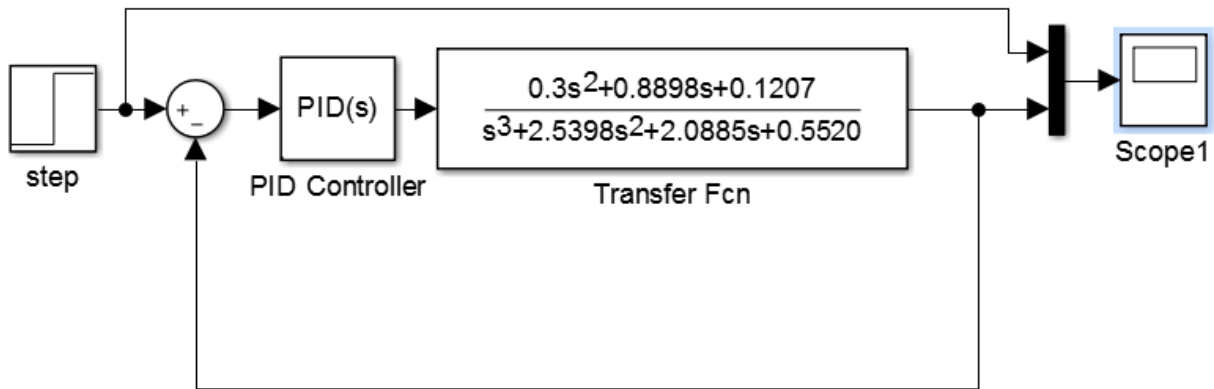 0.3s²+0.8898s+0.1207
PID(s)
s³+2.5398s²+2.0885s+0.5520
+
−
step
PID Controller
Transfer Fcn
Scope1